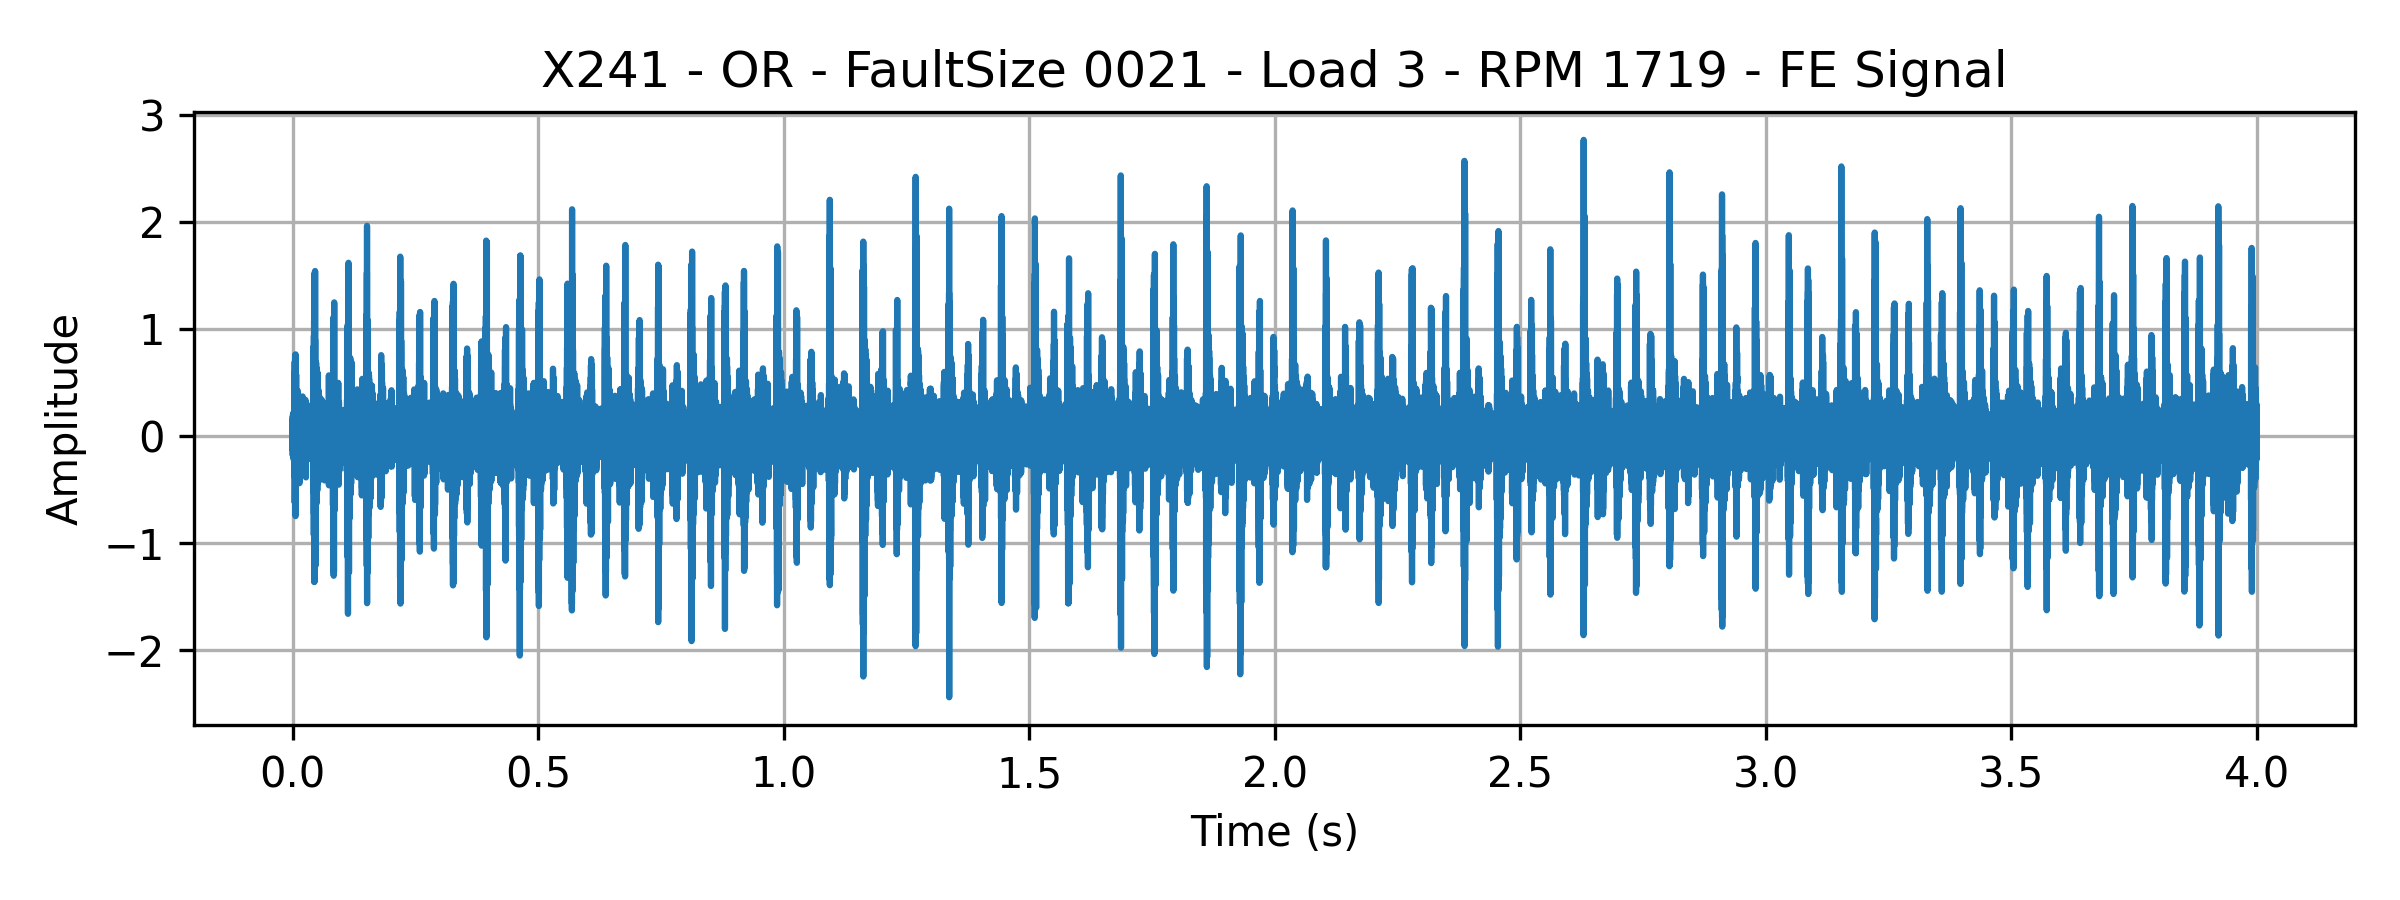 X241 - OR - FaultSize 0021 - Load 3 - RPM 1719 - FE Signal
3
2
1
0
−1
−2
Amplitude
0.0 0.5 1.0 1.5 2.0 2.5 3.0 3.5 4.0
Time (s)